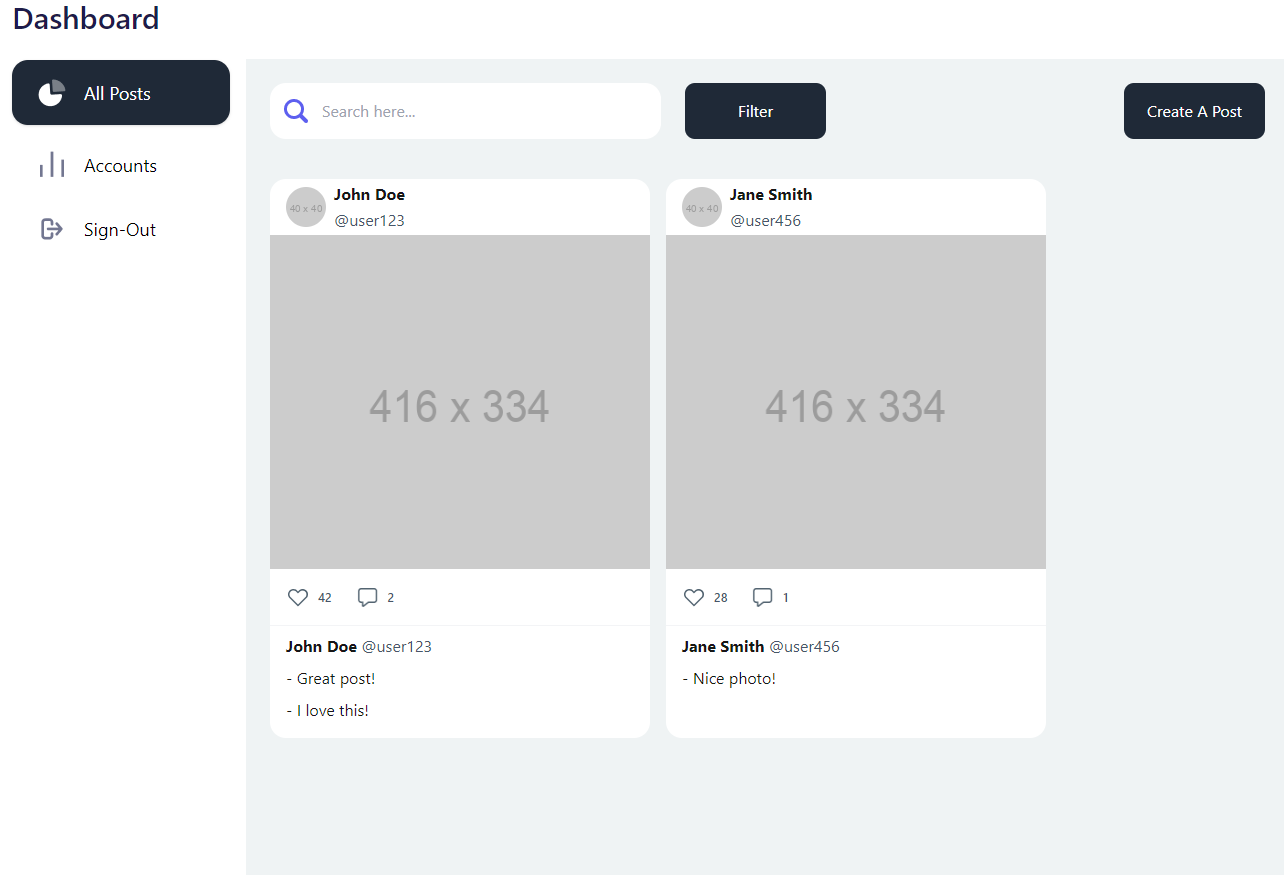 Dashboard
All Posts
Accounts
Sign-Out
Search here...
Filter
Create A Post
40 x 40
John Doe
@user123
416 x 334
42
2
John Doe @user123
- Great post!
- I love this!
40 x 40
Jane Smith
@user456
416 x 334
28
1
Jane Smith @user456
- Nice photo!